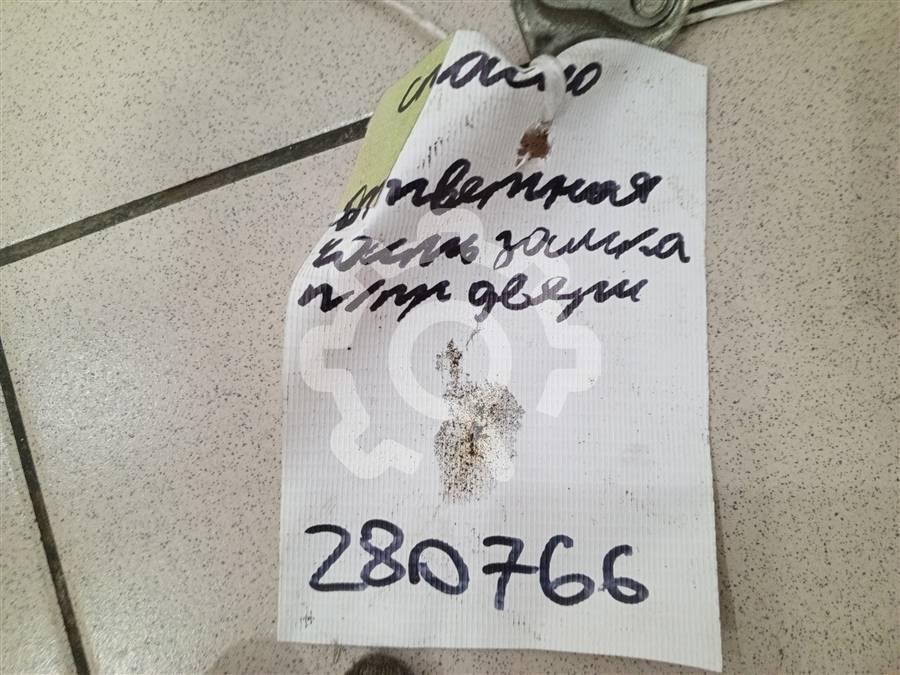 ответная
часть замка
п/пр двери
280766